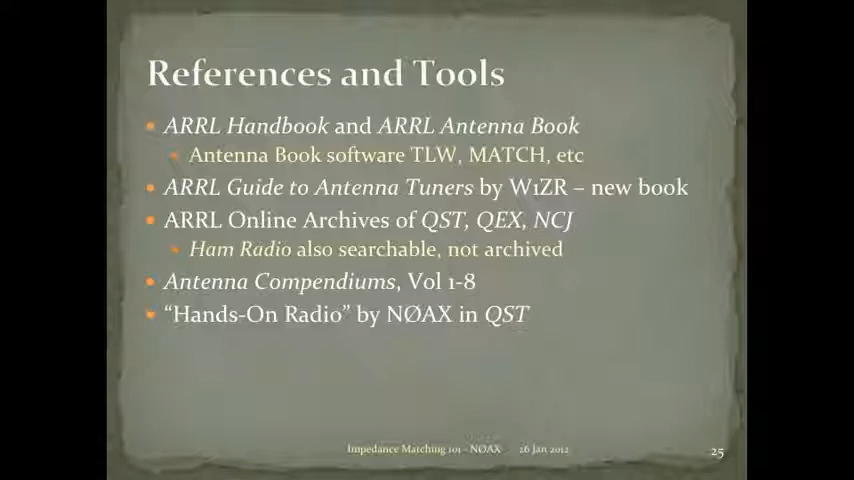 References and Tools
• ARRL Handbook and ARRL Antenna Book
• Antenna Book software TLW, MATCH, etc
• ARRL Guide to Antenna Tuners by W1ZR – new book
• ARRL Online Archives of QST, QEX, NCJ
• Ham Radio also searchable, not archived
• Antenna Compendiums, Vol 1-8
• “Hands-On Radio” by NØAX in QST
Impedance Matching 101 - NØAX 26 Jan 2012 25